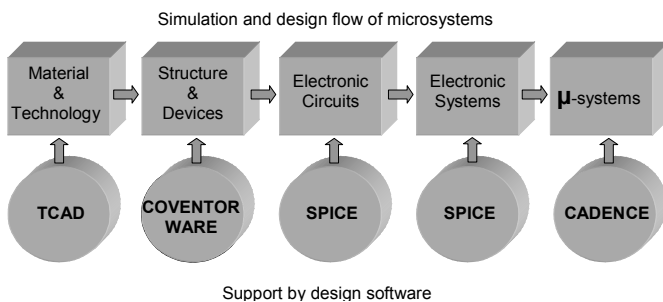 Simulation and design flow of microsystems
Material
&
Technology
Structure
&
Devices
Electronic
Circuits
Electronic
Systems
µ-systems
TCAD
COVENTOR
WARE
SPICE
SPICE
CADENCE
Support by design software